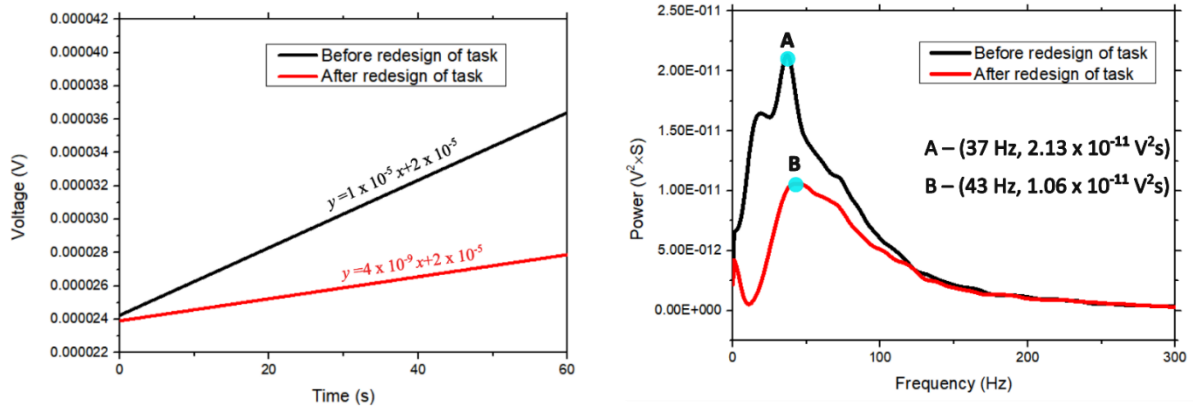 0.000042
0.000040
0.000038
0.000036
0.000034
0.000032
0.000030
0.000028
0.000026
0.000024
0.000022
Voltage (V)
Before redesign of task
After redesign of task
y=1 x 10⁻⁵ x+2 x 10⁻⁵
y=4 x 10⁻⁹ x+2 x 10⁻⁵
0 20 40 60
Time (s)
2.50E-011
2.00E-011
1.50E-011
1.00E-011
5.00E-012
0.00E+000
Power (V²×S)
A
Before redesign of task
After redesign of task
B
A – (37 Hz, 2.13 x 10⁻¹¹ V²s)
B – (43 Hz, 1.06 x 10⁻¹¹ V²s)
0 100 200 300
Frequency (Hz)